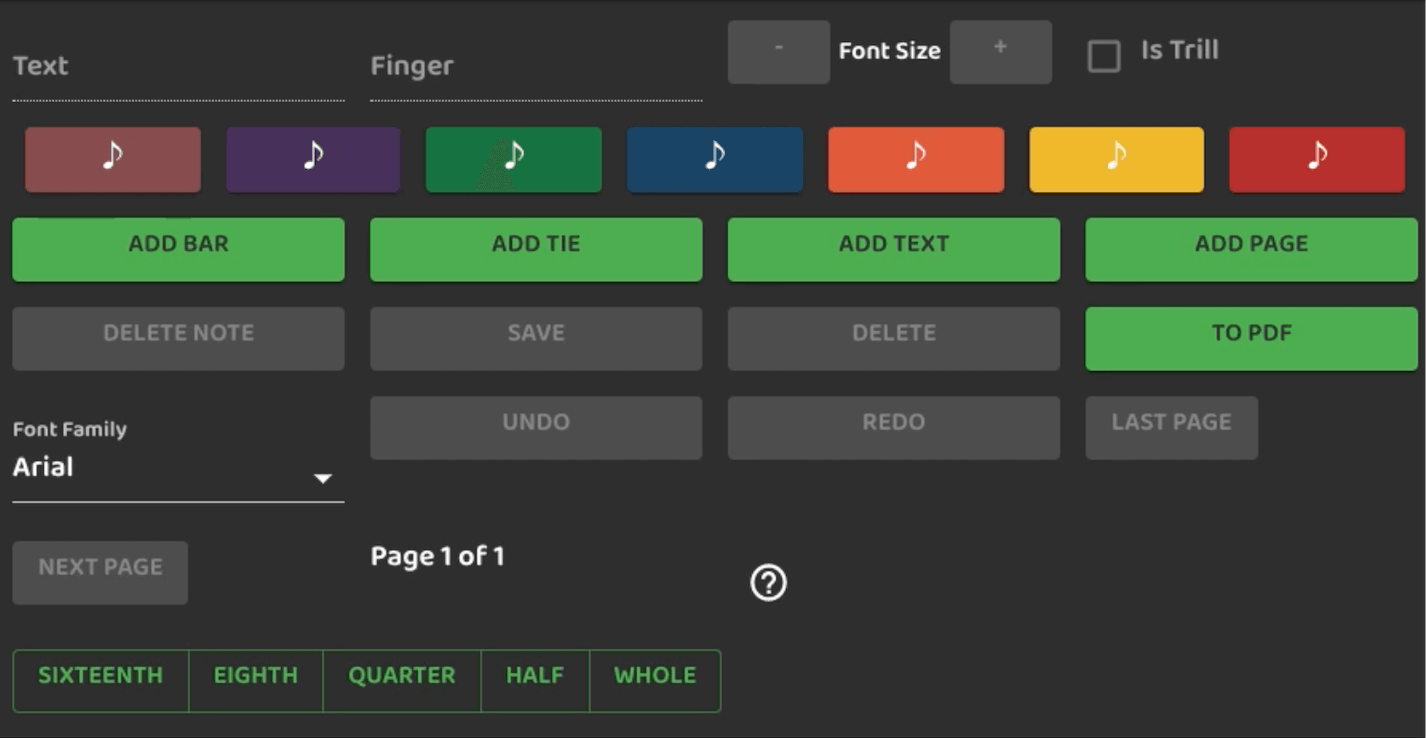 Text
Finger
- Font Size +
Is Trill
ADD BAR
ADD TIE
ADD TEXT
ADD PAGE
DELETE NOTE
SAVE
DELETE
TO PDF
Font Family
Arial
UNDO
REDO
LAST PAGE
NEXT PAGE
Page 1 of 1
?
SIXTEENTH
EIGHTH
QUARTER
HALF
WHOLE